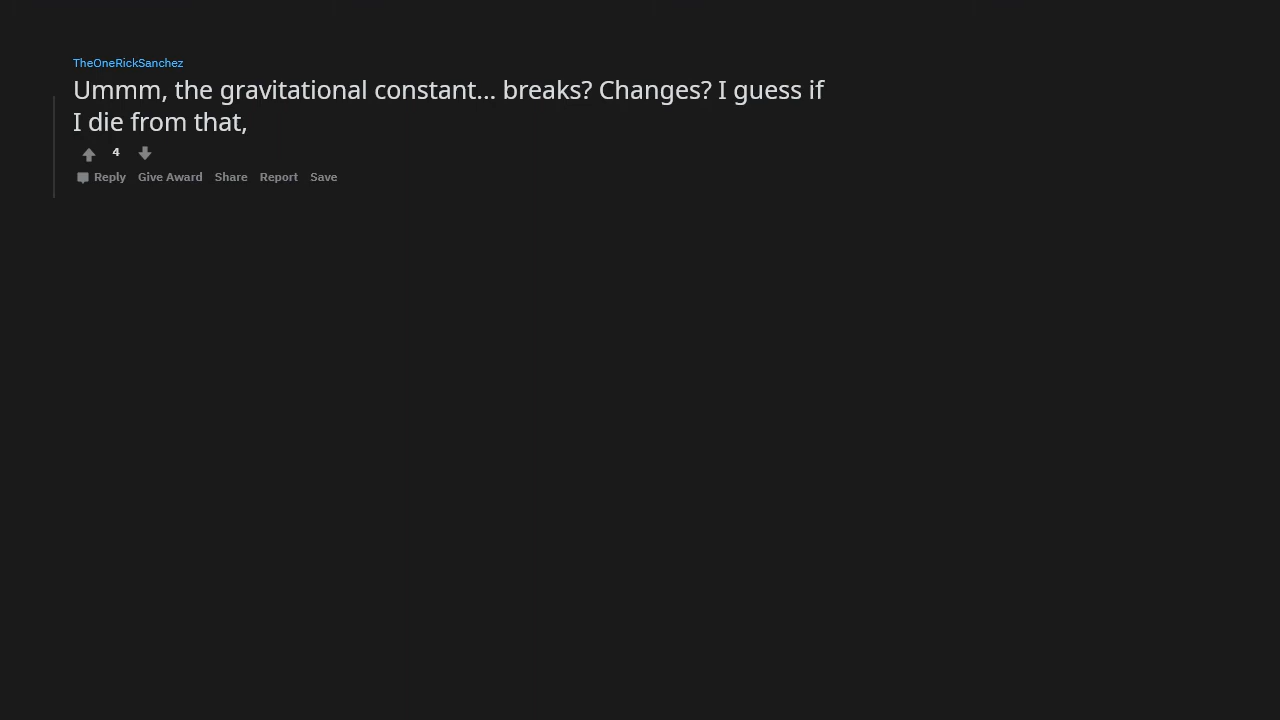 TheOneRickSanchez
Ummm, the gravitational constant... breaks? Changes? I guess if
I die from that,
4
Reply Give Award Share Report Save